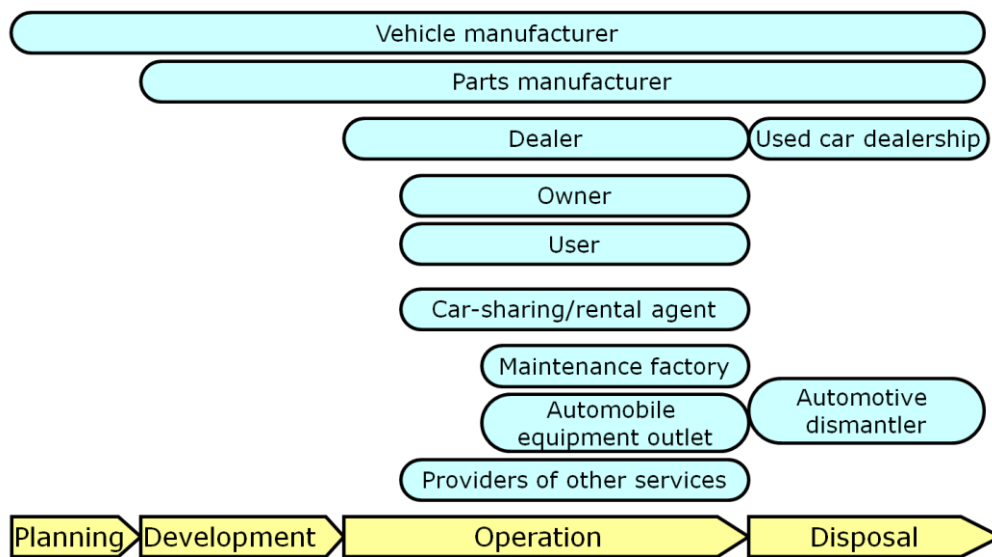 Vehicle manufacturer
Parts manufacturer
Dealer
Used car dealership
Owner
User
Car-sharing/rental agent
Maintenance factory
Automobile
equipment outlet
Automotive
dismantler
Providers of other services
Planning
Development
Operation
Disposal